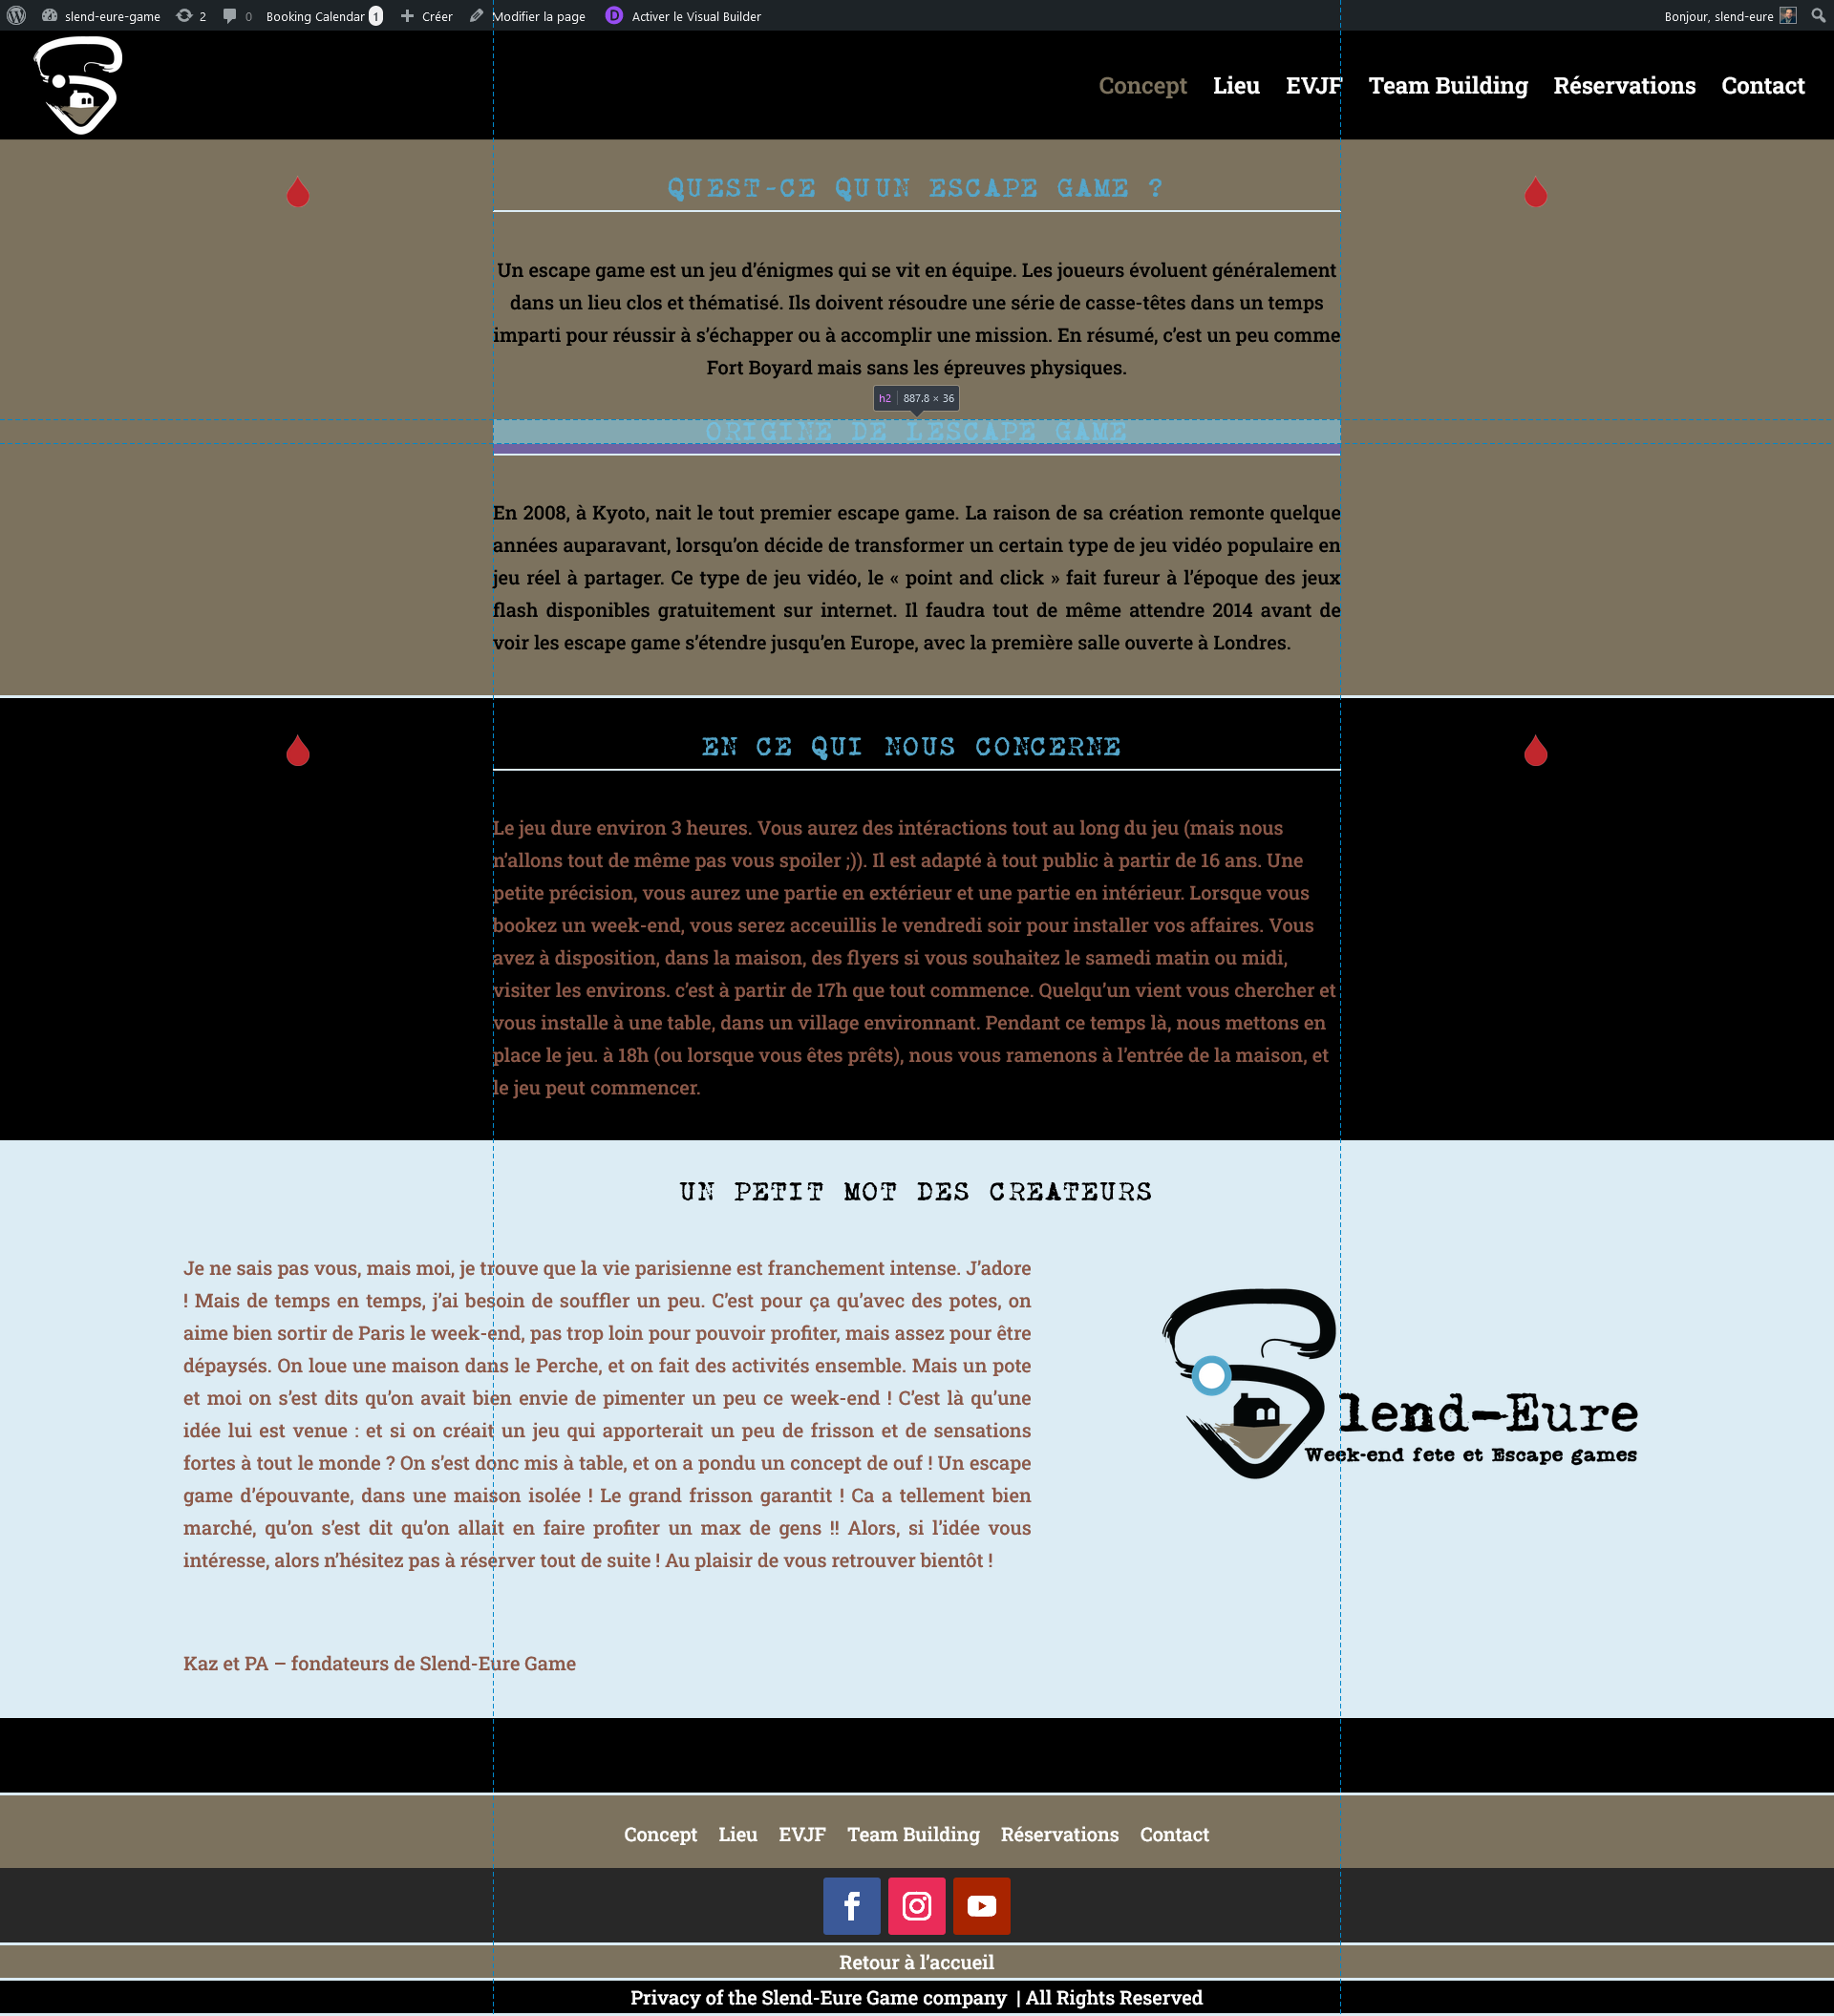 slend-eure-game 2 0 Booking Calendar 1 Créer Modifier la page Activer le Visual Builder Bonjour, slend-eure
Concept Lieu EVJF Team Building Réservations Contact
QUEST-CE QUUN ESCAPE GAME ?
Un escape game est un jeu d’énigmes qui se vit en équipe. Les joueurs évoluent généralement
dans un lieu clos et thématisé. Ils doivent résoudre une série de casse-têtes dans un temps
imparti pour réussir à s’échapper ou à accomplir une mission. En résumé, c’est un peu comme
Fort Boyard mais sans les épreuves physiques.
h2 887.8 × 36
ORIGINE DE LESCAPE GAME
En 2008, à Kyoto, nait le tout premier escape game. La raison de sa création remonte quelque
années auparavant, lorsqu’on décide de transformer un certain type de jeu vidéo populaire en
jeu réel à partager. Ce type de jeu vidéo, le « point and click » fait fureur à l’époque des jeux
flash disponibles gratuitement sur internet. Il faudra tout de même attendre 2014 avant de
voir les escape game s’étendre jusqu’en Europe, avec la première salle ouverte à Londres.
EN CE QUI NOUS CONCERNE
Le jeu dure environ 3 heures. Vous aurez des intéractions tout au long du jeu (mais nous
n’allons tout de même pas vous spoiler ;)). Il est adapté à tout public à partir de 16 ans. Une
petite précision, vous aurez une partie en extérieur et une partie en intérieur. Lorsque vous
bookez un week-end, vous serez acceuillis le vendredi soir pour installer vos affaires. Vous
avez à disposition, dans la maison, des flyers si vous souhaitez le samedi matin ou midi,
visiter les environs. c’est à partir de 17h que tout commence. Quelqu’un vient vous chercher et
vous installe à une table, dans un village environnant. Pendant ce temps là, nous mettons en
place le jeu. à 18h (ou lorsque vous êtes prêts), nous vous ramenons à l’entrée de la maison, et
le jeu peut commencer.
UN PETIT MOT DES CREATEURS
Je ne sais pas vous, mais moi, je trouve que la vie parisienne est franchement intense. J’adore
! Mais de temps en temps, j’ai besoin de souffler un peu. C’est pour ça qu’avec des potes, on
aime bien sortir de Paris le week-end, pas trop loin pour pouvoir profiter, mais assez pour être
dépaysés. On loue une maison dans le Perche, et on fait des activités ensemble. Mais un pote
et moi on s’est dits qu’on avait bien envie de pimenter un peu ce week-end ! C’est là qu’une
idée lui est venue : et si on créait un jeu qui apporterait un peu de frisson et de sensations
fortes à tout le monde ? On s’est donc mis à table, et on a pondu un concept de ouf ! Un escape
game d’épouvante, dans une maison isolée ! Le grand frisson garantit ! Ca a tellement bien
marché, qu’on s’est dit qu’on allait en faire profiter un max de gens !! Alors, si l’idée vous
intéresse, alors n’hésitez pas à réserver tout de suite ! Au plaisir de vous retrouver bientôt !
Slend-Eure
Week-end fete et Escape games
Kaz et PA – fondateurs de Slend-Eure Game
Concept Lieu EVJF Team Building Réservations Contact
Retour à l’accueil
Privacy of the Slend-Eure Game company | All Rights Reserved